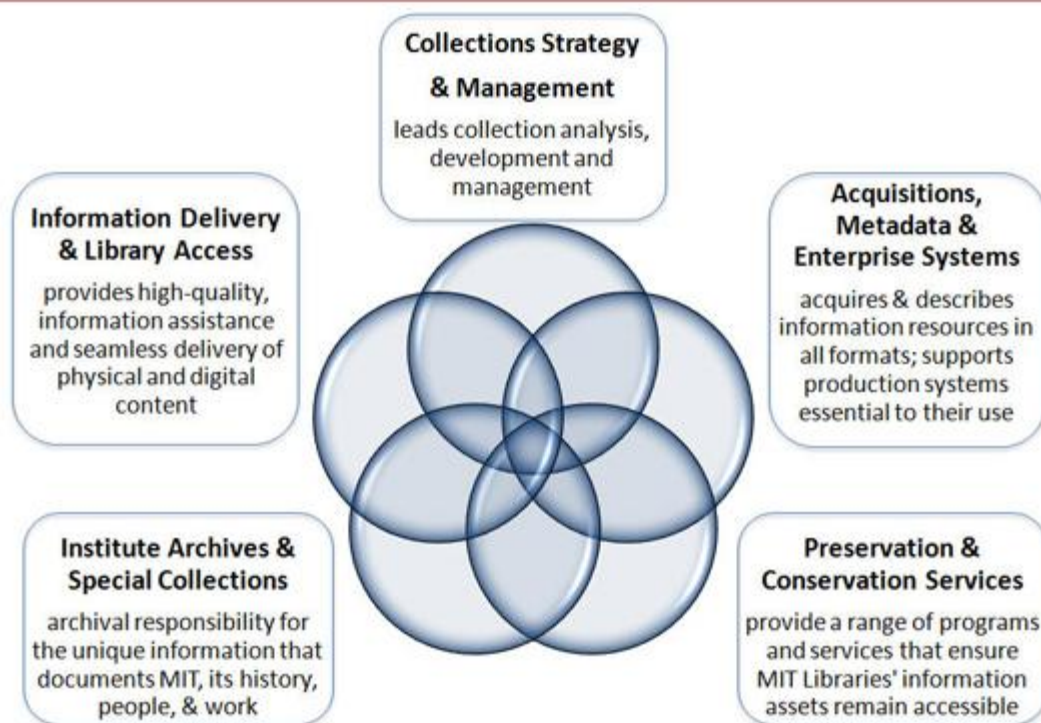 Collections Strategy
& Management
leads collection analysis,
development and
management
Information Delivery
& Library Access
provides high-quality,
information assistance
and seamless delivery of
physical and digital
content
Acquisitions,
Metadata &
Enterprise Systems
acquires & describes
information resources in
all formats; supports
production systems
essential to their use
Institute Archives &
Special Collections
archival responsibility for
the unique information that
documents MIT, its history,
people, & work
Preservation &
Conservation Services
provide a range of programs
and services that ensure
MIT Libraries' information
assets remain accessible